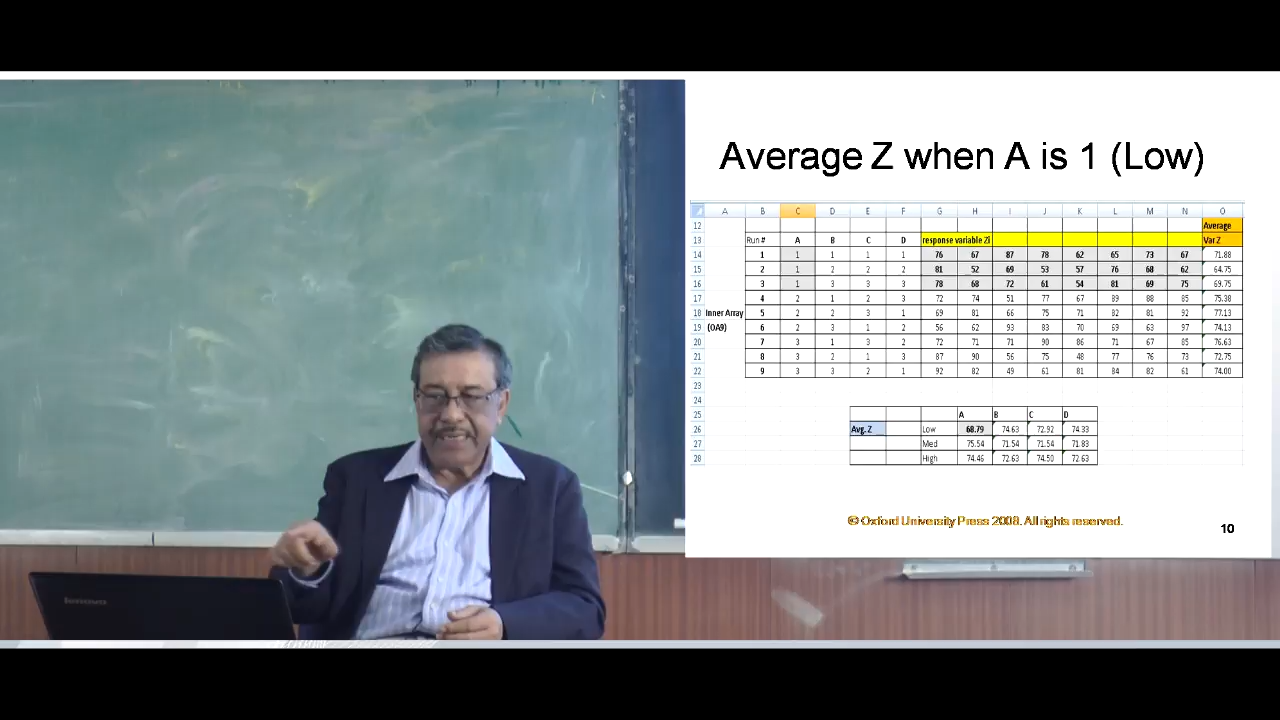 Average Z when A is 1 (Low)
A B C D E F G H I J K L M N O
12 Average
13 Run # A B C D response variable Zi Var Z
14 1 1 1 1 1 76 67 87 78 62 65 73 67 71.88
15 2 1 2 2 2 81 52 69 53 57 76 68 62 64.75
16 3 1 3 3 3 78 68 72 61 54 81 69 75 69.75
17 4 2 1 2 3 72 74 51 77 67 89 88 85 75.38
18 Inner Array 5 2 2 3 1 69 81 66 75 71 82 81 92 77.13
19 (OA9) 6 2 3 1 2 56 62 93 83 70 69 63 97 74.13
20 7 3 1 3 2 72 71 71 90 86 71 67 85 76.63
21 8 3 2 1 3 87 90 56 75 48 77 76 73 72.75
22 9 3 3 2 1 92 82 49 61 81 84 82 61 74.00
23
24
25 A B C D
26 Avg. Z Low 68.79 74.63 72.92 74.33
27 Med 75.54 71.54 71.54 71.83
28 High 74.46 72.63 74.50 72.63
© Oxford University Press 2008. All rights reserved.
10
lenovo